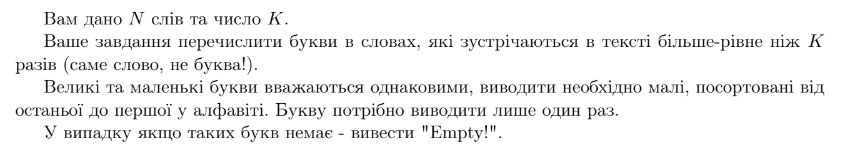 Вам дано N слів та число K.
Ваше завдання перечислити букви в словах, які зустрічаються в тексті більше-рівне ніж K
разів (саме слово, не буква!).
Великі та маленькі букви вважаються однаковими, виводити необхідно малі, посортовані від
останьої до першої у алфавіті. Букву потрібно виводити лише один раз.
У випадку якщо таких букв немає - вивести "Empty!".